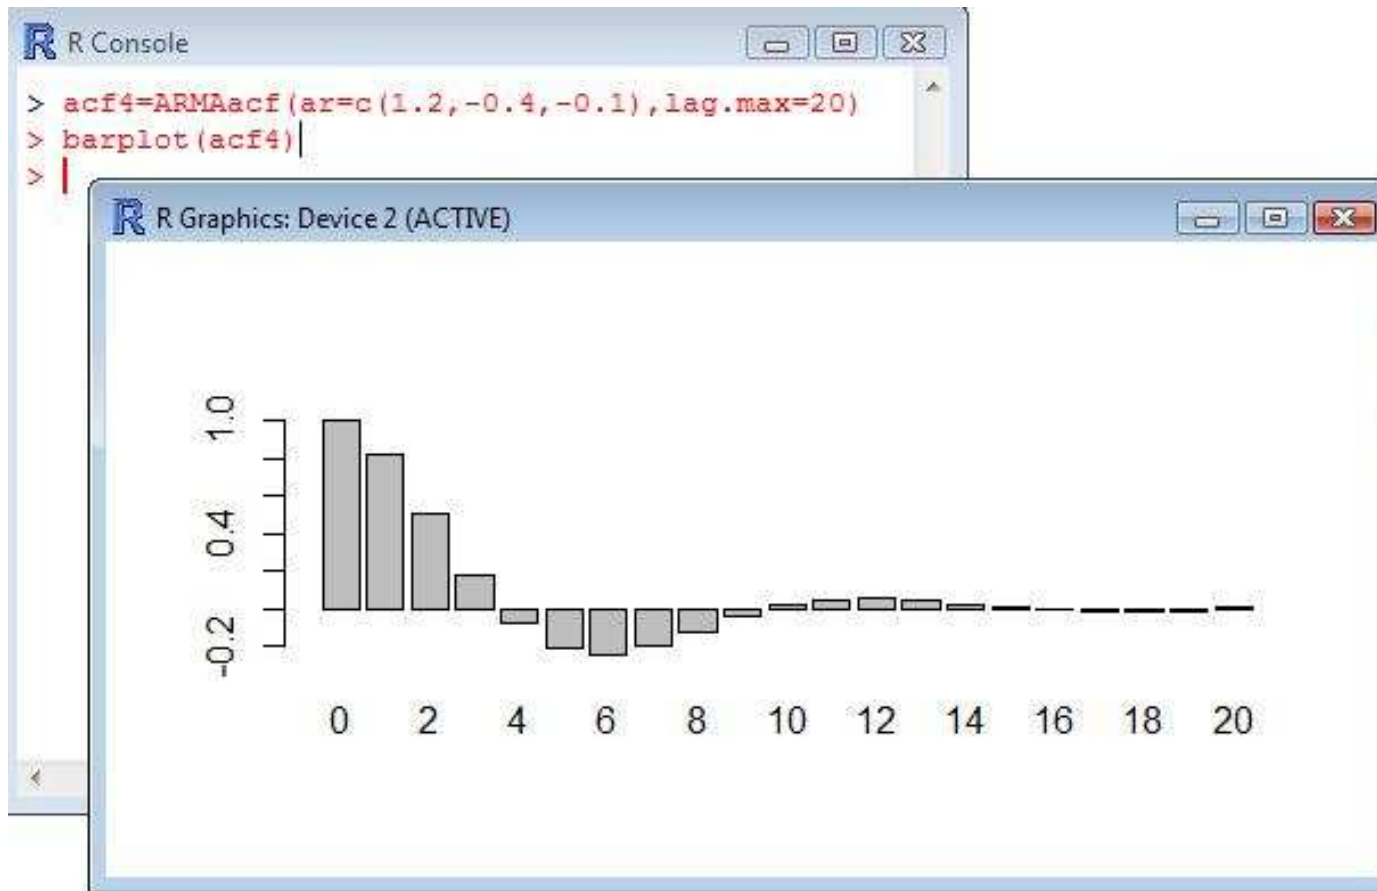 R Console
> acf4=ARMAacf(ar=c(1.2,-0.4,-0.1),lag.max=20)
> barplot(acf4)
>
R Graphics: Device 2 (ACTIVE)
1.0
0.4
-0.2
0 2 4 6 8 10 12 14 16 18 20